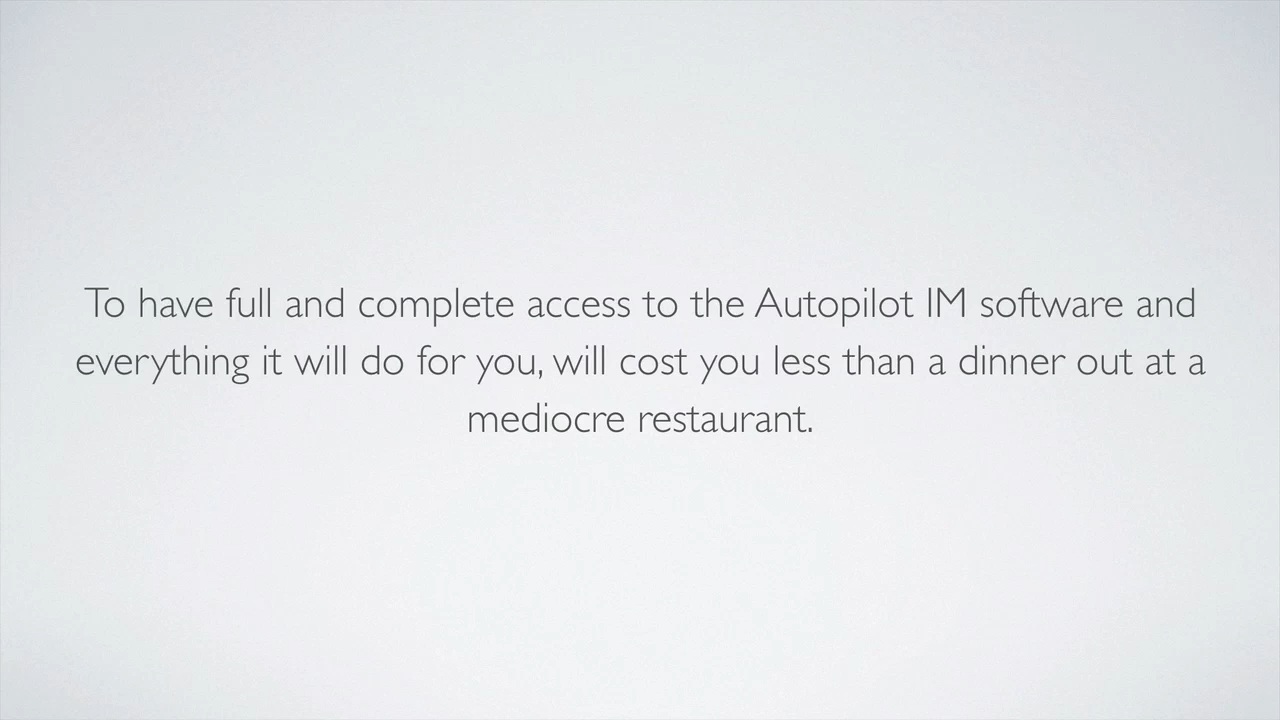 To have full and complete access to the Autopilot IM software and
everything it will do for you, will cost you less than a dinner out at a
mediocre restaurant.